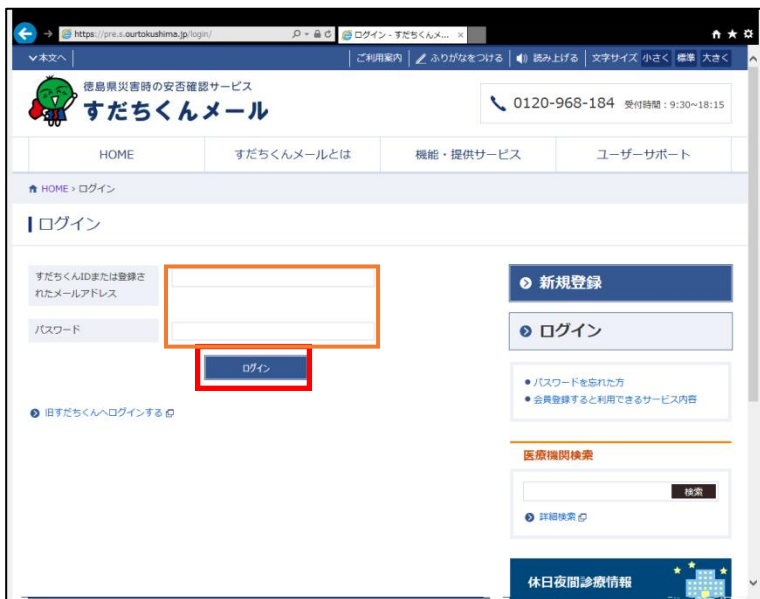 https://pre.s.ourtokushima.jp/login/
ログイン - すだちくんメ...
本文へ
ご利用案内
ふりがなをつける
読み上げる
文字サイズ 小さく 標準 大きく
徳島県災害時の安否確認サービス
すだちくんメール
0120-968-184 受付時間：9:30~18:15
HOME
すだちくんメールとは
機能・提供サービス
ユーザーサポート
HOME › ログイン
ログイン
すだちくんIDまたは登録さ
れたメールアドレス
パスワード
ログイン
旧すだちくんへログインする
新規登録
ログイン
パスワードを忘れた方
会員登録すると利用できるサービス内容
医療機関検索
検索
詳細検索
休日夜間診療情報